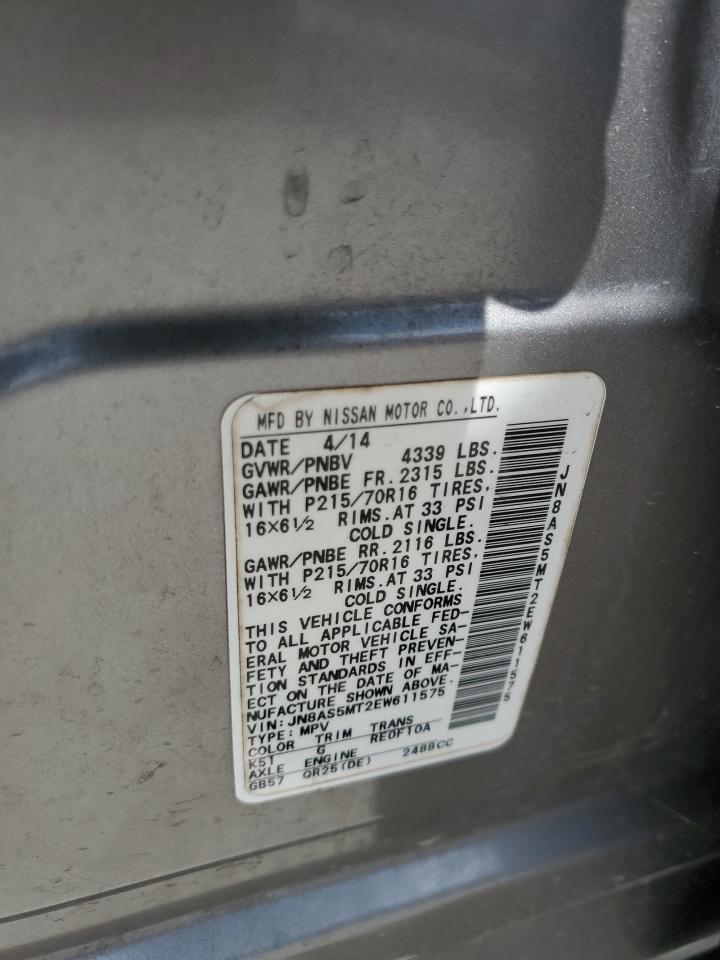 MFD BY NISSAN MOTOR CO.,LTD.
DATE 4/14
GVWR/PNBV 4339 LBS.
GAWR/PNBE FR. 2315 LBS.
WITH P215/70R16 TIRES,
16×6½ RIMS. AT 33 PSI
COLD SINGLE.
GAWR/PNBE RR. 2116 LBS.
WITH P215/70R16 TIRES,
16×6½ RIMS. AT 33 PSI
COLD SINGLE.
THIS VEHICLE CONFORMS
TO ALL APPLICABLE FED-
ERAL MOTOR VEHICLE SA-
FETY AND THEFT PREVEN-
TION STANDARDS IN EFF-
ECT ON THE DATE OF MA-
NUFACTURE SHOWN ABOVE.
VIN: JN8AS5MT2EW611575
TYPE: MPV
COLOR TRIM TRANS
K51 G RE0F10A
AXLE ENGINE
GB57 QR25(DE) 2488CC
JN8AS5MT2EW611575